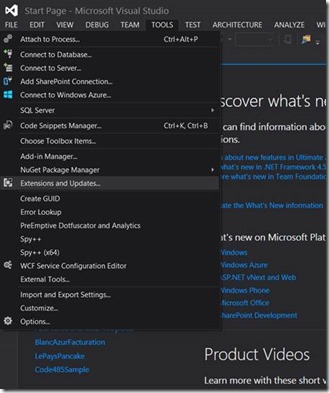 Start Page - Microsoft Visual Studio
FILE EDIT VIEW DEBUG TEAM TOOLS TEST ARCHITECTURE ANALYZE WIN
Attach to Process... Ctrl+Alt+P
Connect to Database...
Connect to Server...
Add SharePoint Connection...
Connect to Windows Azure...
SQL Server
Code Snippets Manager... Ctrl+K, Ctrl+B
Choose Toolbox Items...
Add-in Manager...
NuGet Package Manager
Extensions and Updates...
Create GUID
Error Lookup
PreEmptive Dotfuscator and Analytics
Spy++
Spy++ (x64)
WCF Service Configuration Editor
External Tools...
Import and Export Settings...
Customize...
Options...
BlancAzurFacturation
LePaysPancake
Code485Sample
scover what's ne
can find information abou
ons.
about new features in Ultimate
what's new in .NET Framework 4.5
re what's new in Team Foundation
ate the What's New information
t's new on Microsoft Plat
Windows
Windows Azure
ASP.NET vNext and Web
Windows Phone
Microsoft Office
SharePoint Development
Product Videos
Learn more with these short v